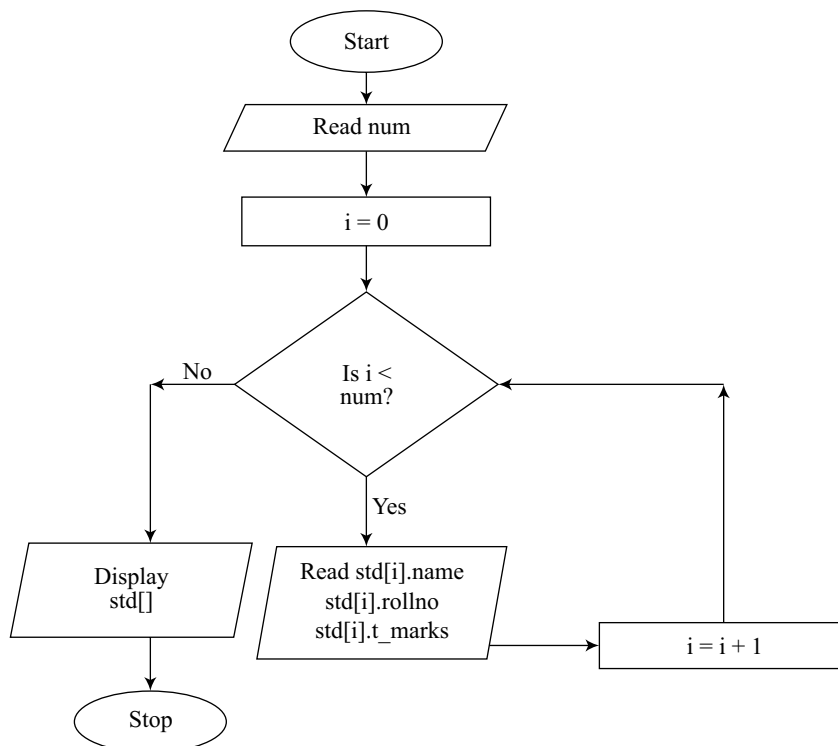 Start
Read num
i = 0
Is i <
num?
No
Yes
Display
std[]
Read std[i].name
std[i].rollno
std[i].t_marks
i = i + 1
Stop